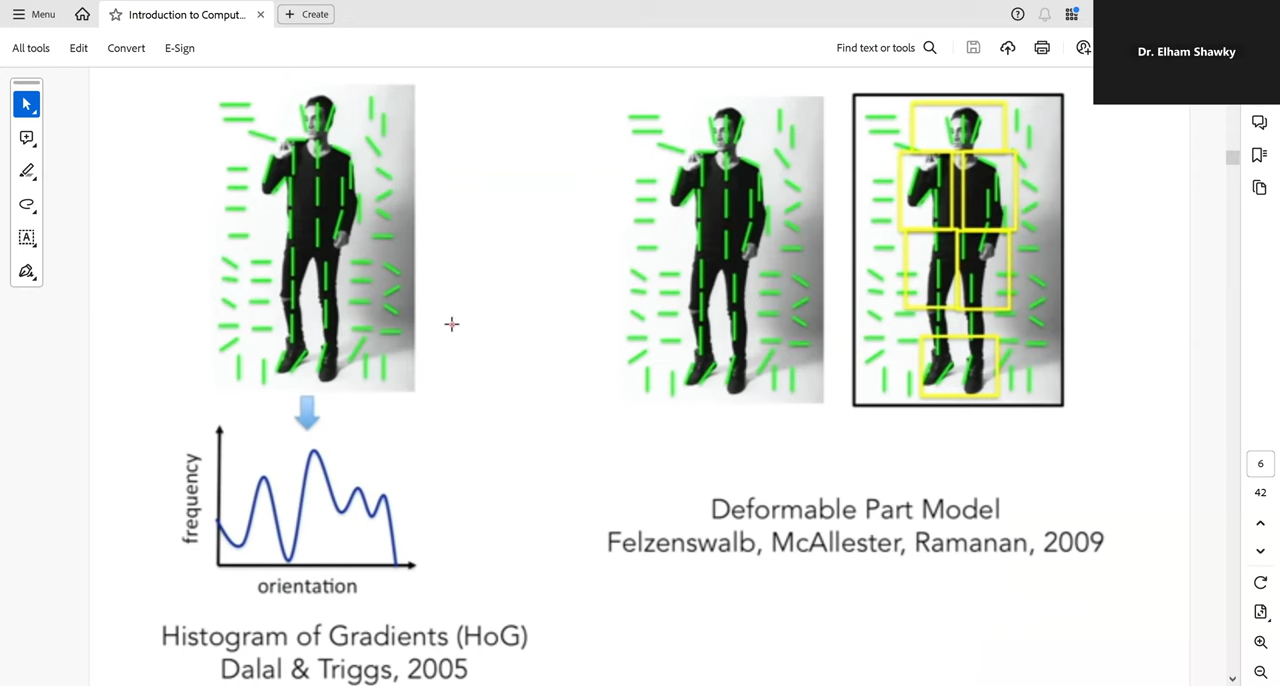 Menu
Introduction to Comput...
Create
Dr. Elham Shawky
All tools
Edit
Convert
E-Sign
Find text or tools
frequency
orientation
Histogram of Gradients (HoG)
Dalal & Triggs, 2005
Deformable Part Model
Felzenswalb, McAllester, Ramanan, 2009
6
42